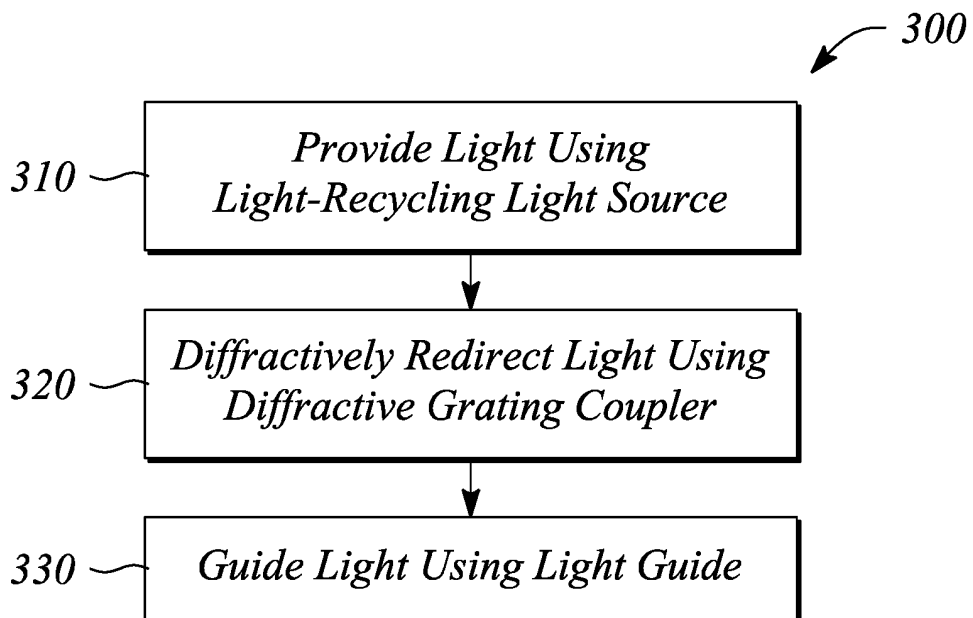 300
310
Provide Light Using
Light-Recycling Light Source
320
Diffractively Redirect Light Using
Diffractive Grating Coupler
330
Guide Light Using Light Guide